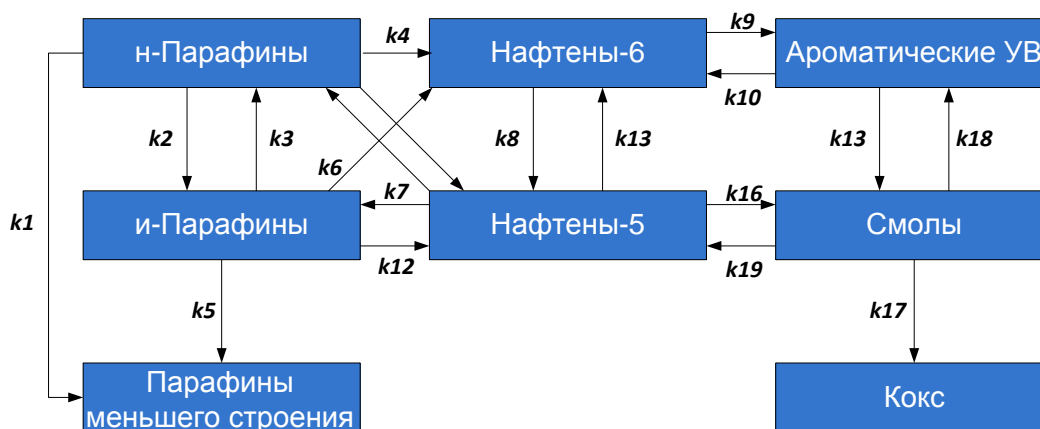 н-Парафины
k4
Нафтены-6
k9
Ароматические УВ
k10
k2
k3
k6
k8
k13
k13
k18
k1
и-Парафины
k7
Нафтены-5
k16
Смолы
k12
k19
k5
k17
Парафины
меньшего строения
Кокс